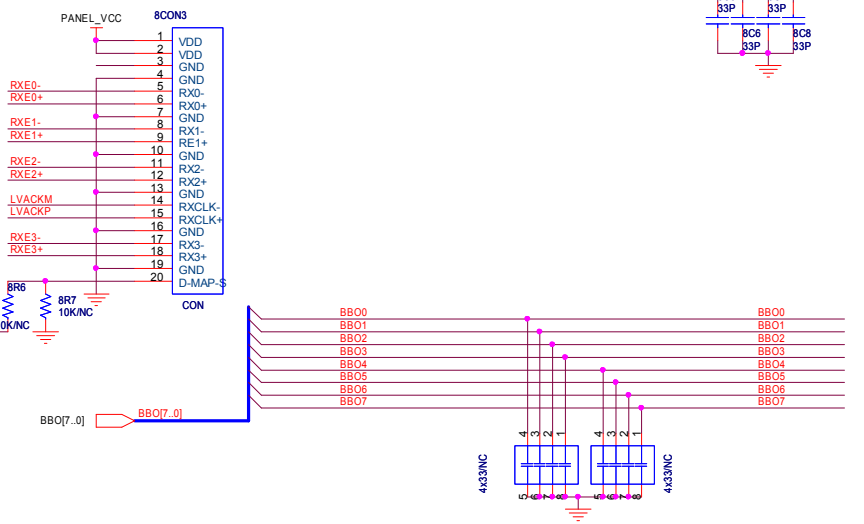 PANEL_VCC
8CON3
33P
33P
8C6
8C8
33P
33P
1
VDD
2
VDD
3
GND
4
GND
RXE0-
5
RX0-
RXE0+
6
RX0+
7
GND
RXE1-
8
RX1-
RXE1+
9
RE1+
10
GND
RXE2-
11
RX2-
RXE2+
12
RX2+
13
GND
LVACKM
14
RXCLK-
LVACKP
15
RXCLK+
16
GND
RXE3-
17
RX3-
RXE3+
18
RX3+
19
GND
20
D-MAP-S
8R6
8R7
0K/NC
10K/NC
CON
BBO0
BBO0
BBO1
BBO1
BBO2
BBO2
BBO3
BBO3
BBO4
BBO4
BBO5
BBO5
BBO6
BBO6
BBO7
BBO7
BBO[7..0]
BBO[7..0]
4 3 2 1
4 3 2 1
4x33/NC
4x33/NC
5 6 7 8
5 6 7 8